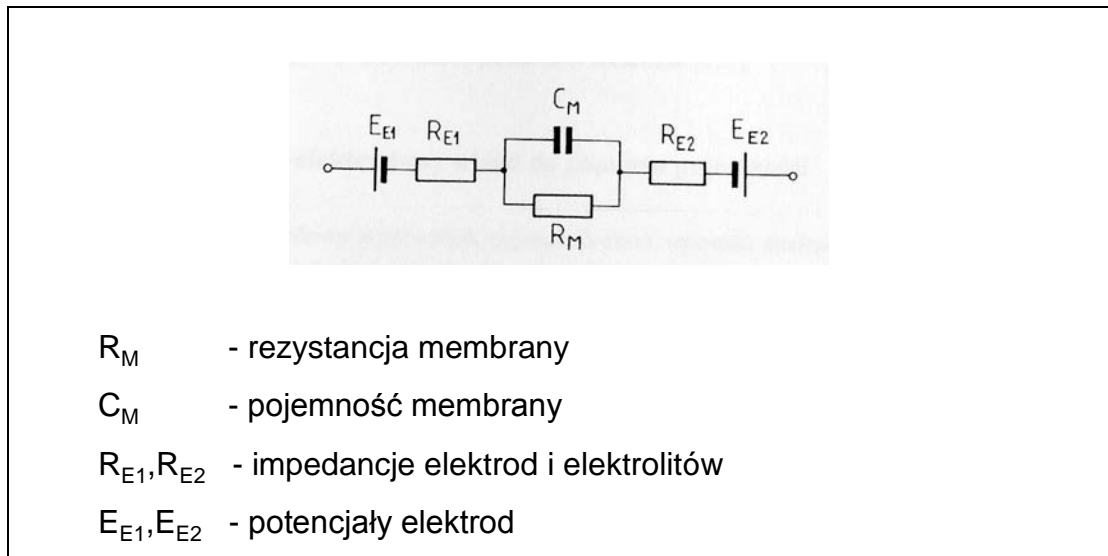 C_M
E_E1 R_E1 R_E2 E_E2
R_M
R_M - rezystancja membrany
C_M - pojemność membrany
R_E1,R_E2 - impedancje elektrod i elektrolitów
E_E1,E_E2 - potencjały elektrod